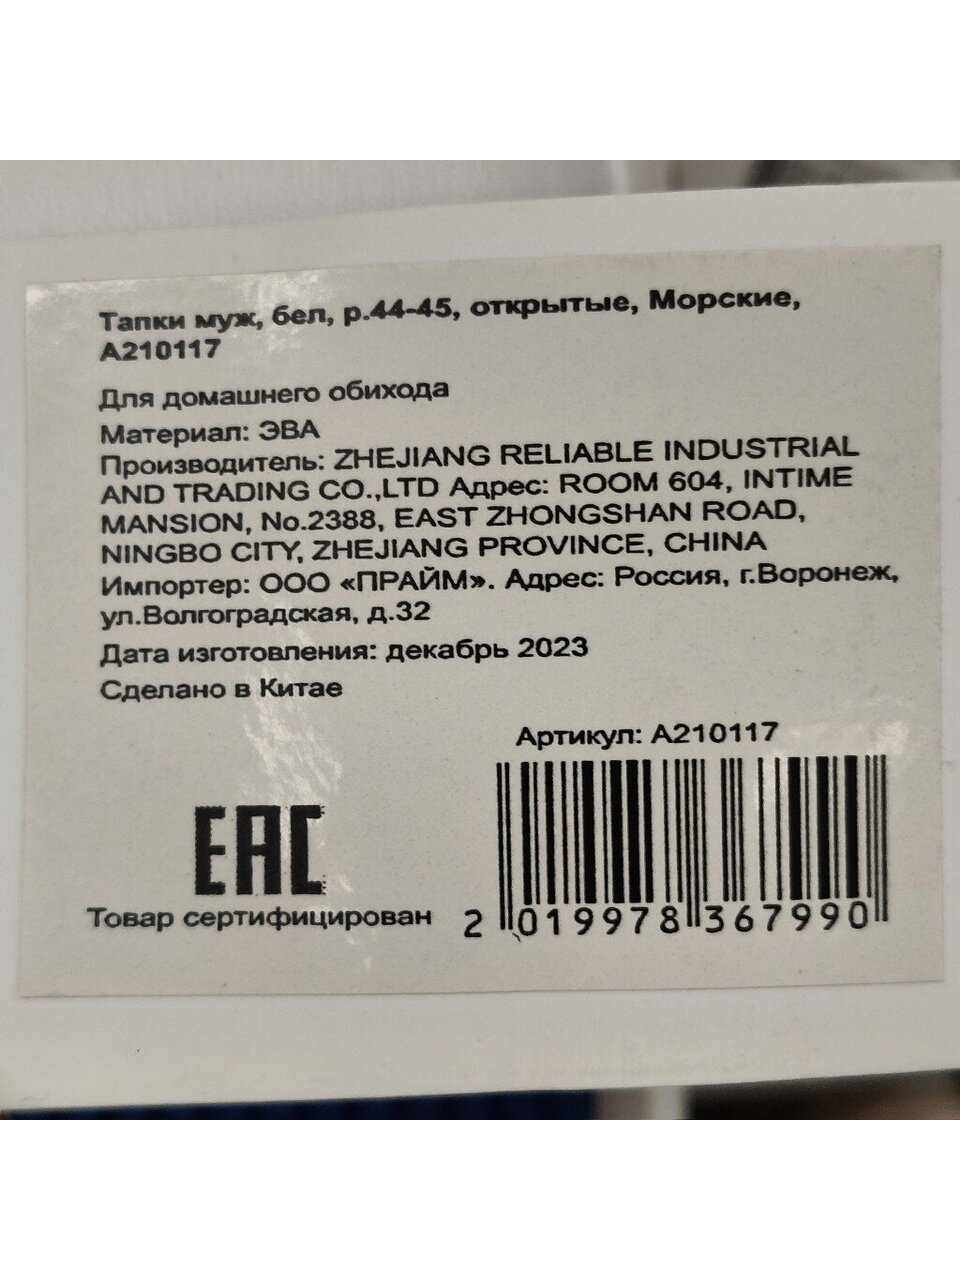 Тапки муж, бел, р.44-45, открытые, Морские,
А210117
Для домашнего обихода
Материал: ЭВА
Производитель: ZHEJIANG RELIABLE INDUSTRIAL
AND TRADING CO.,LTD Адрес: ROOM 604, INTIME
MANSION, No.2388, EAST ZHONGSHAN ROAD,
NINGBO CITY, ZHEJIANG PROVINCE, CHINA
Импортер: ООО «ПРАЙМ». Адрес: Россия, г.Воронеж,
ул.Волгоградская, д.32
Дата изготовления: декабрь 2023
Сделано в Китае
Артикул: А210117
EAC
Товар сертифицирован
2 019978 367990